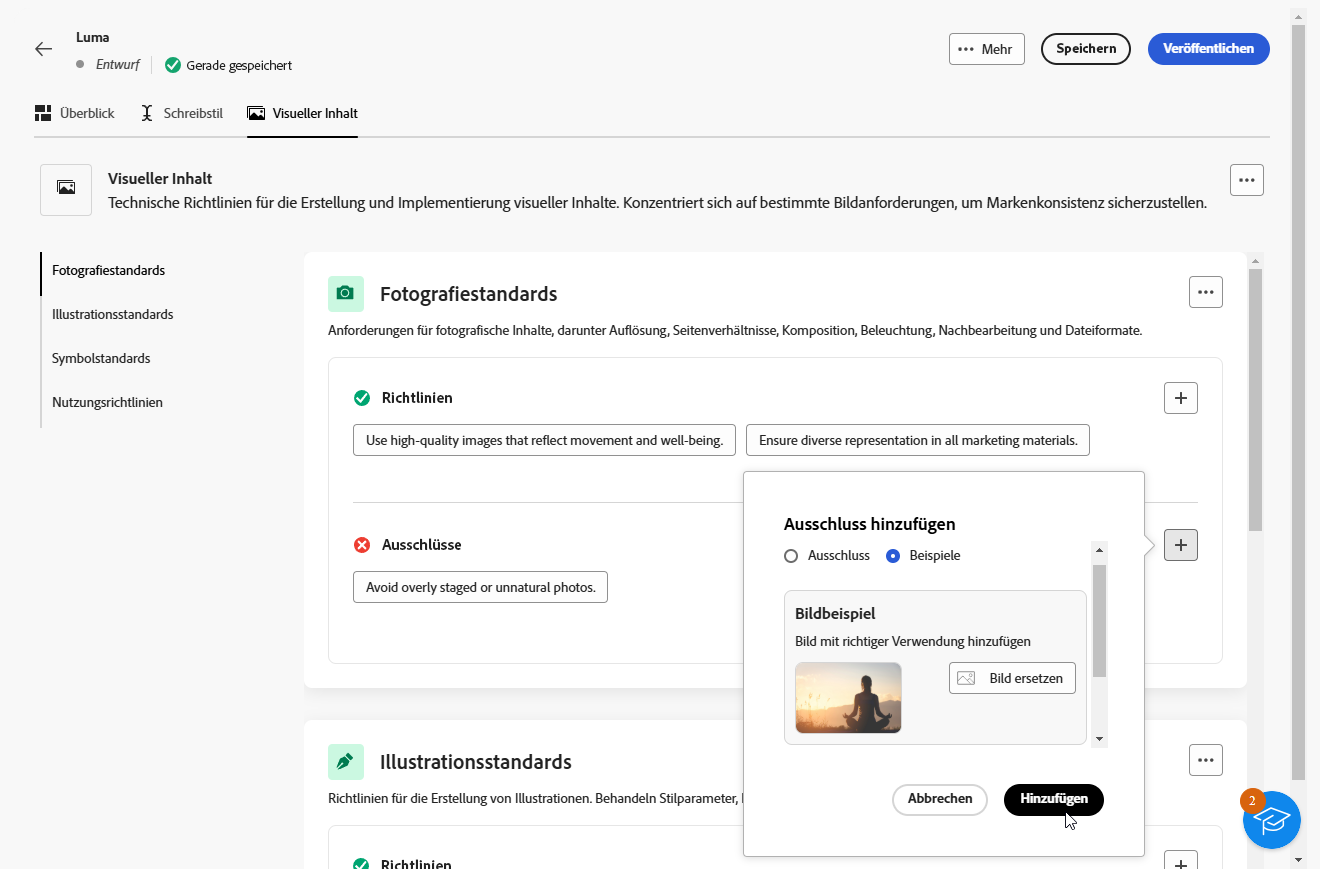 Luma
Entwurf
Gerade gespeichert
Mehr
Speichern
Veröffentlichen
Überblick
Schreibstil
Visueller Inhalt
Visueller Inhalt
Technische Richtlinien für die Erstellung und Implementierung visueller Inhalte. Konzentriert sich auf bestimmte Bildanforderungen, um Markenkonsistenz sicherzustellen.
Fotografiestandards
Illustrationsstandards
Symbolstandards
Nutzungsrichtlinien
Fotografiestandards
Anforderungen für fotografische Inhalte, darunter Auflösung, Seitenverhältnisse, Komposition, Beleuchtung, Nachbearbeitung und Dateiformate.
Richtlinien
Use high-quality images that reflect movement and well-being.
Ensure diverse representation in all marketing materials.
Ausschlüsse
Avoid overly staged or unnatural photos.
Ausschluss hinzufügen
Ausschluss
Beispiele
Bildbeispiel
Bild mit richtiger Verwendung hinzufügen
Bild ersetzen
Abbrechen
Hinzufügen
Illustrationsstandards
Richtlinien für die Erstellung von Illustrationen. Behandeln Stilparameter,
Richtlinien
2